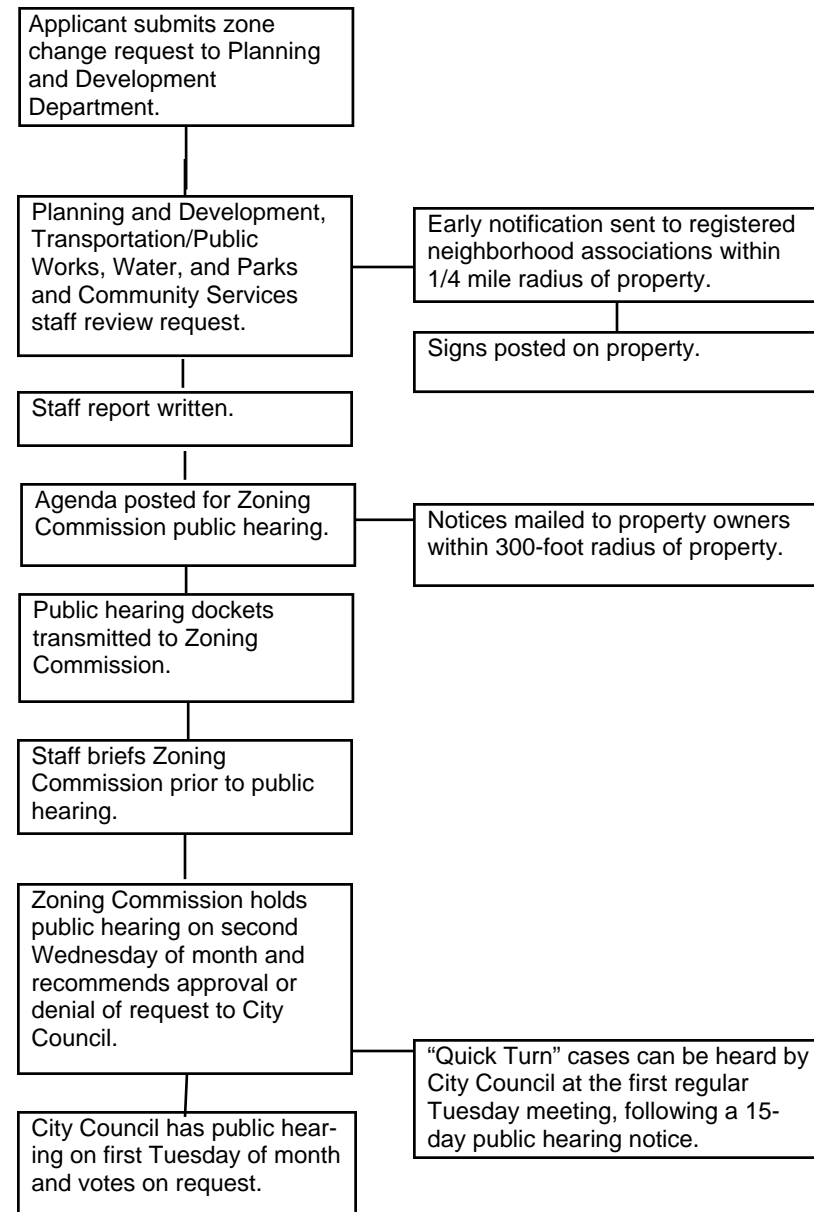 Applicant submits zone
change request to Planning
and Development
Department.
Planning and Development,
Transportation/Public
Works, Water, and Parks
and Community Services
staff review request.
Early notification sent to registered
neighborhood associations within
1/4 mile radius of property.
Signs posted on property.
Staff report written.
Agenda posted for Zoning
Commission public hearing.
Notices mailed to property owners
within 300-foot radius of property.
Public hearing dockets
transmitted to Zoning
Commission.
Staff briefs Zoning
Commission prior to public
hearing.
Zoning Commission holds
public hearing on second
Wednesday of month and
recommends approval or
denial of request to City
Council.
“Quick Turn” cases can be heard by
City Council at the first regular
Tuesday meeting, following a 15-
day public hearing notice.
City Council has public hear-
ing on first Tuesday of month
and votes on request.